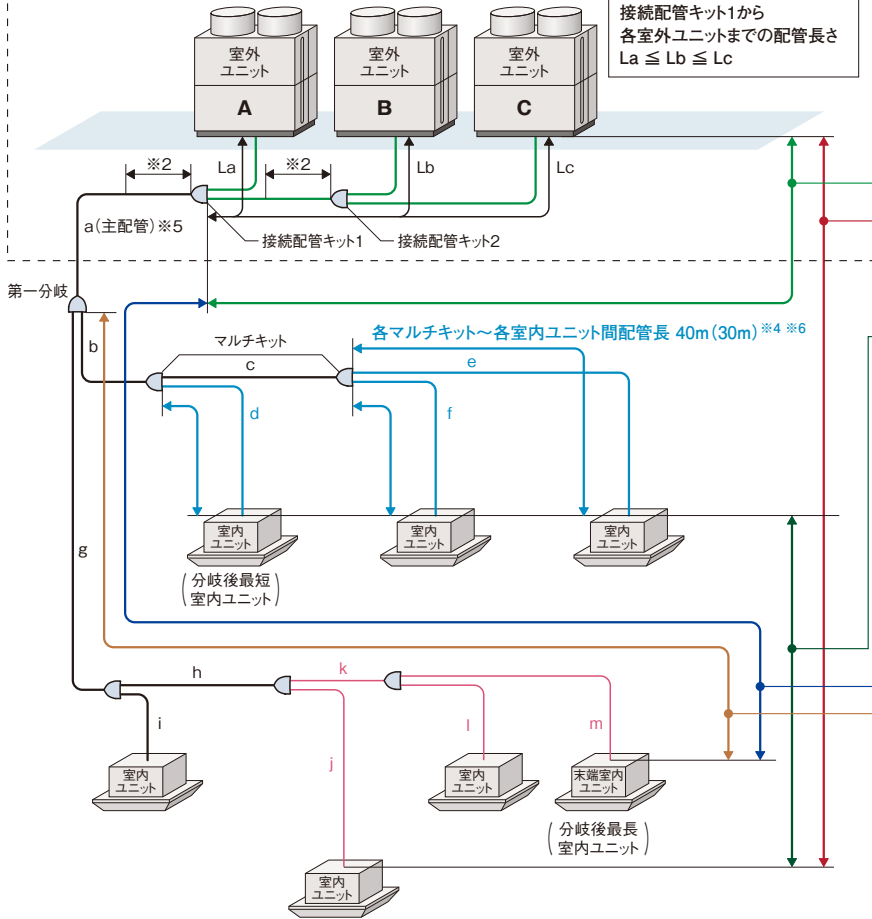 接続配管キット1から
各室外ユニットまでの配管長さ
La ≦ Lb ≦ Lc
室外
ユニット
A
室外
ユニット
B
室外
ユニット
C
※2
La
※2
Lb
Lc
a(主配管)※5
接続配管キット1
接続配管キット2
第一分岐
b
マルチキット
各マルチキット～各室内ユニット間配管長 40m(30m)※4 ※6
c
e
d
f
g
室内
ユニット
室内
ユニット
室内
ユニット
(分岐後最短
室内ユニット)
h
k
i
j
l
m
室内
ユニット
室内
ユニット
末端室内
ユニット
(分岐後最長
室内ユニット)
室内
ユニット